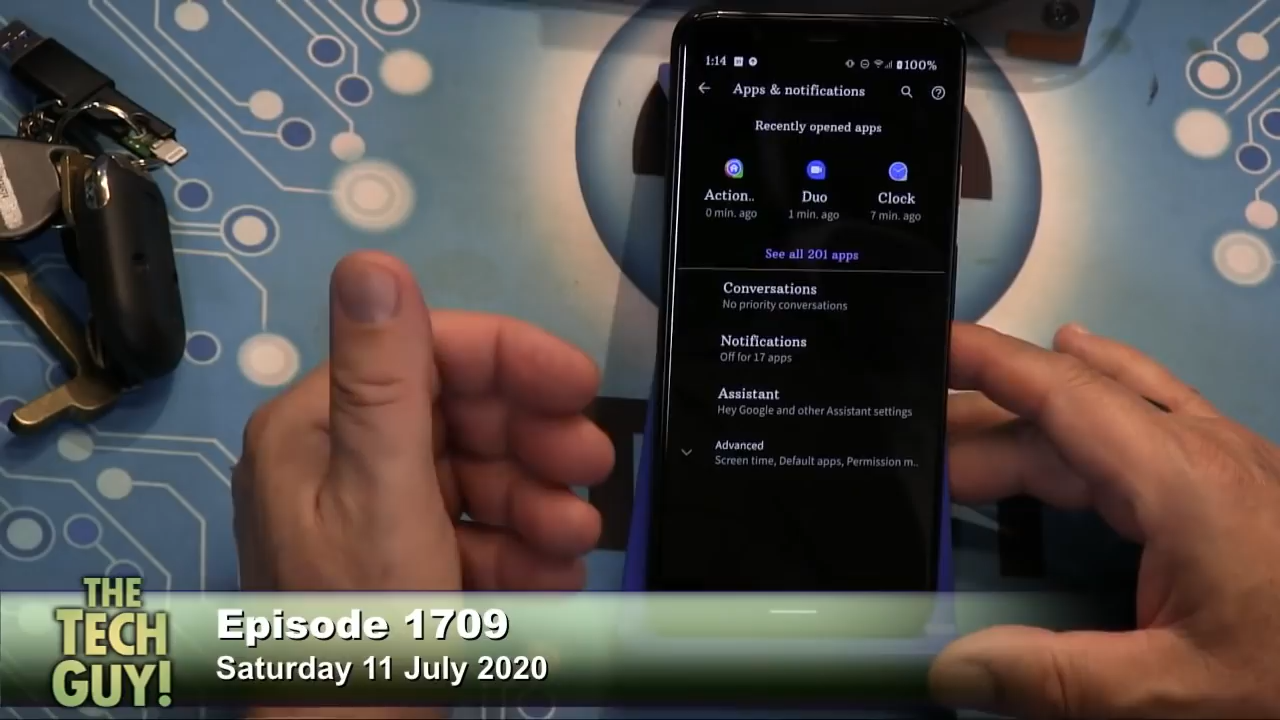 1:14
100%
Apps & notifications
Recently opened apps
Action..
Duo
Clock
0 min. ago
1 min. ago
7 min. ago
See all 201 apps
Conversations
No priority conversations
Notifications
Off for 17 apps
Assistant
Hey Google and other Assistant settings
Advanced
Screen time, Default apps, Permission m..
THE
TECH
GUY!
Episode 1709
Saturday 11 July 2020